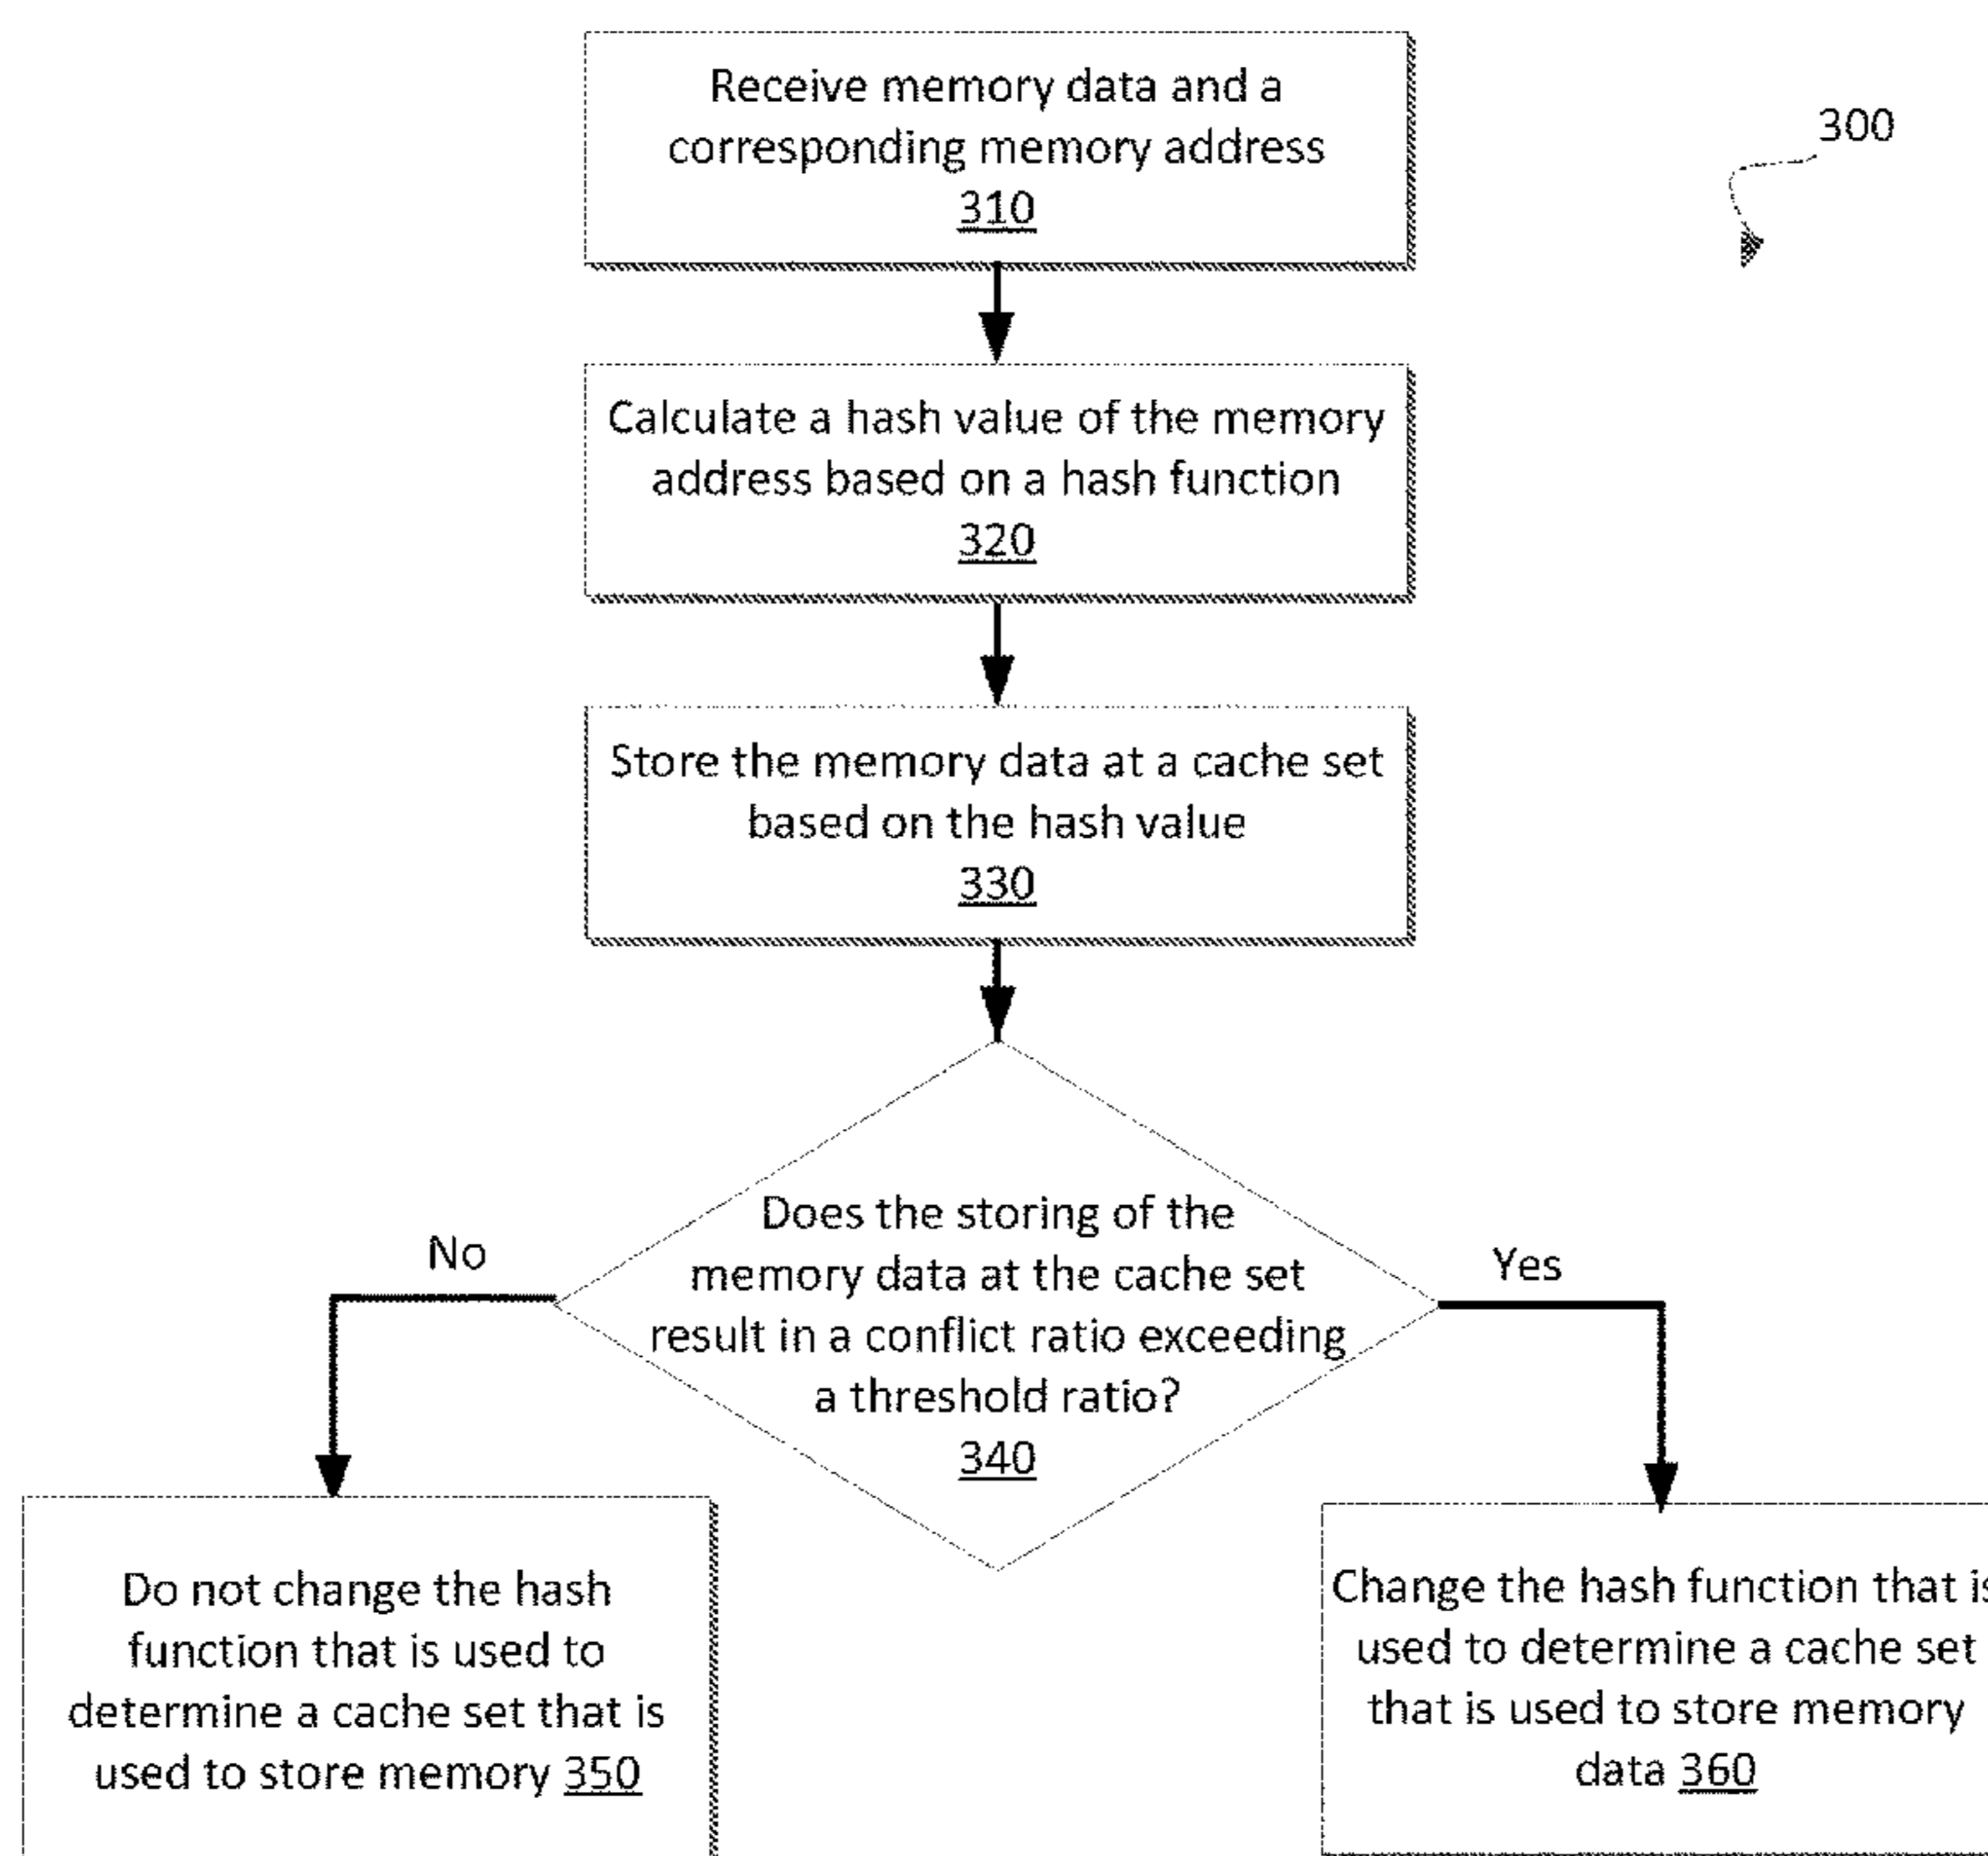 Receive memory data and a
corresponding memory address
310
300
Calculate a hash value of the memory
address based on a hash function
320
Store the memory data at a cache set
based on the hash value
330
Does the storing of the
memory data at the cache set
result in a conflict ratio exceeding
a threshold ratio?
340
No
Yes
Do not change the hash
function that is used to
determine a cache set that is
used to store memory 350
Change the hash function that is
used to determine a cache set
that is used to store memory
data 360